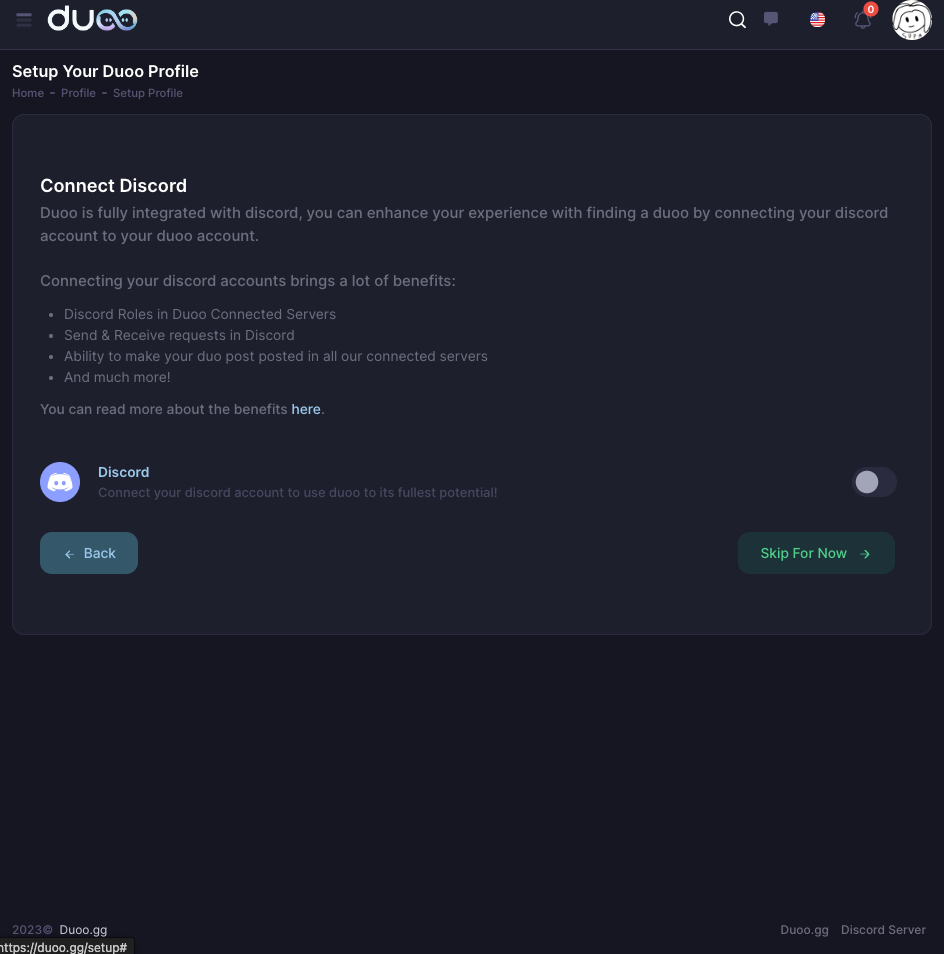 duoo
0
Setup Your Duoo Profile
Home - Profile - Setup Profile
Connect Discord
Duoo is fully integrated with discord, you can enhance your experience with finding a duoo by connecting your discord
account to your duoo account.
Connecting your discord accounts brings a lot of benefits:
• Discord Roles in Duoo Connected Servers
• Send & Receive requests in Discord
• Ability to make your duo post posted in all our connected servers
• And much more!
You can read more about the benefits here.
Discord
Connect your discord account to use duoo to its fullest potential!
← Back
Skip For Now →
2023© Duoo.gg
Duoo.gg Discord Server
https://duoo.gg/setup#